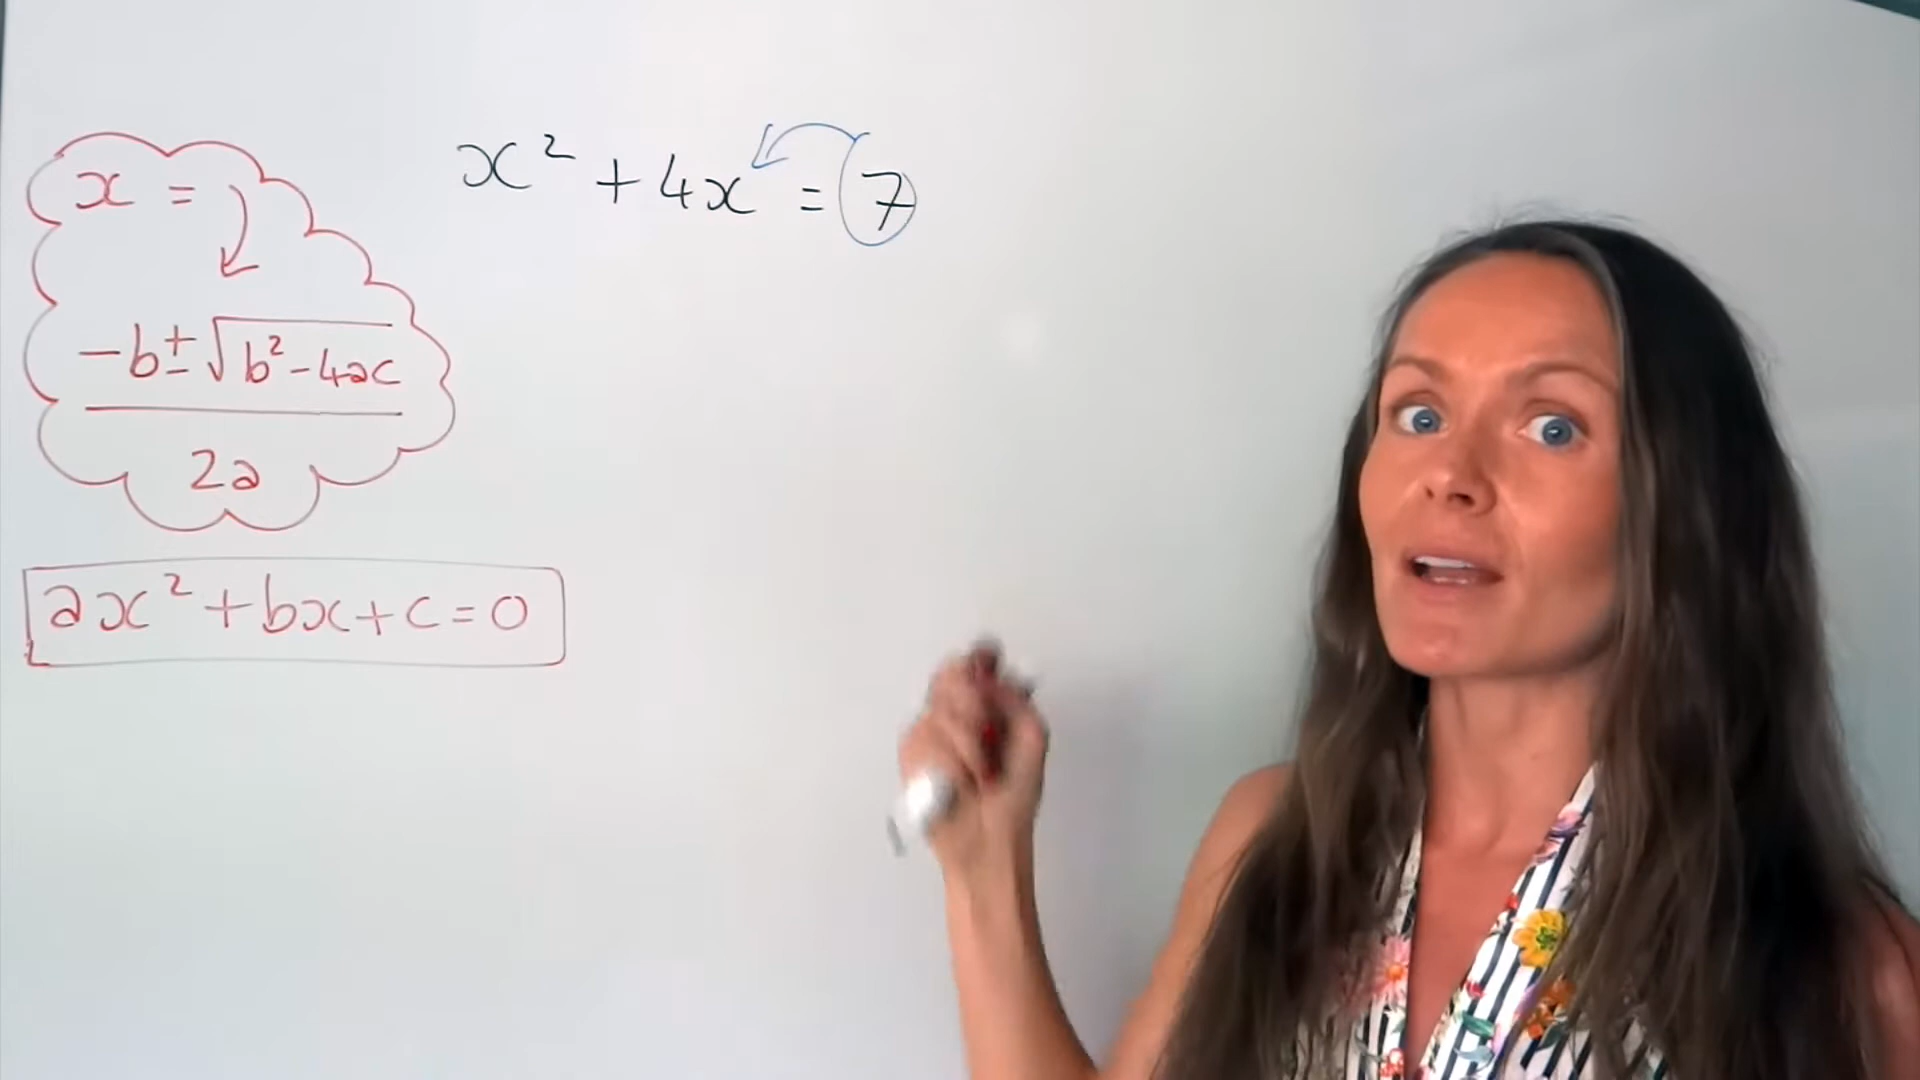 x² + 4x = 7
x =
-b ± √b² - 4ac
2a
ax² + bx + c = 0